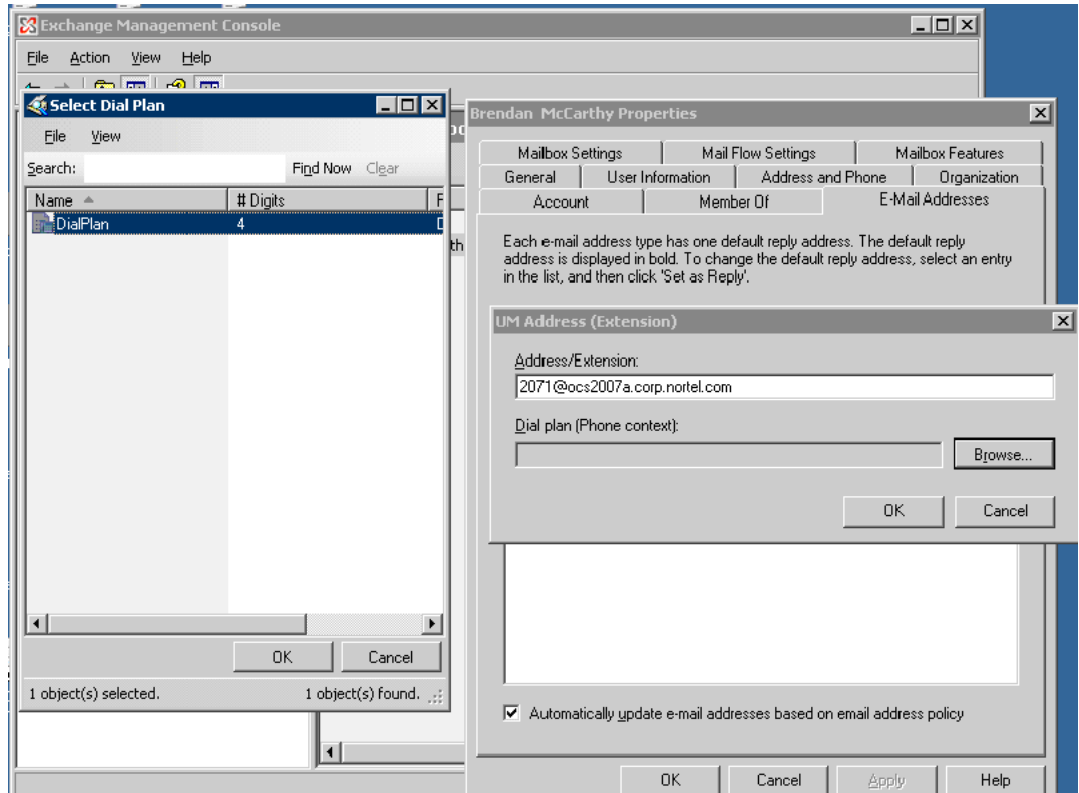 Exchange Management Console
File Action View Help
Select Dial Plan
File View
Search: Find Now Clear
Name # Digits
DialPlan 4
OK Cancel
1 object(s) selected. 1 object(s) found.
Brendan McCarthy Properties
Mailbox Settings Mail Flow Settings Mailbox Features
General User Information Address and Phone Organization
Account Member Of E-Mail Addresses
Each e-mail address type has one default reply address. The default reply
address is displayed in bold. To change the default reply address, select an entry
in the list, and then click 'Set as Reply'.
UM Address (Extension)
Address/Extension:
2071@ocs2007a.corp.nortel.com
Dial plan (Phone context):
Browse...
OK Cancel
Automatically update e-mail addresses based on email address policy
OK Cancel Apply Help